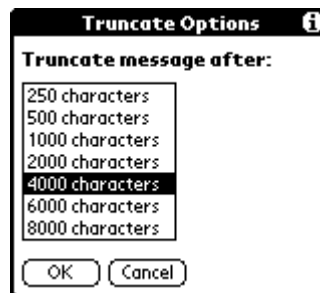 Truncate Options i
Truncate message after:
250 characters
500 characters
1000 characters
2000 characters
4000 characters
6000 characters
8000 characters
OK Cancel